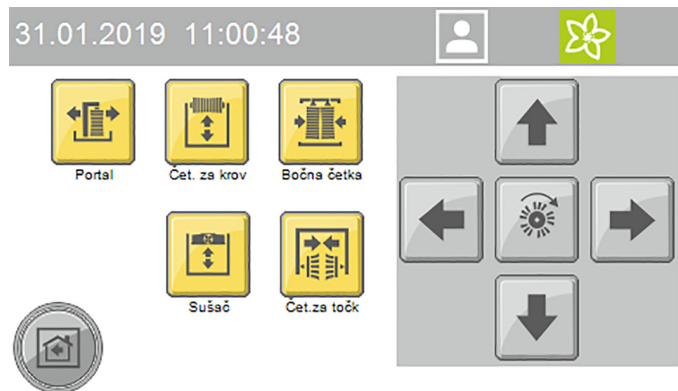 31.01.2019 11:00:48
Portal
Čet. za krov
Bočna četka
Sušač
Čet.za točk